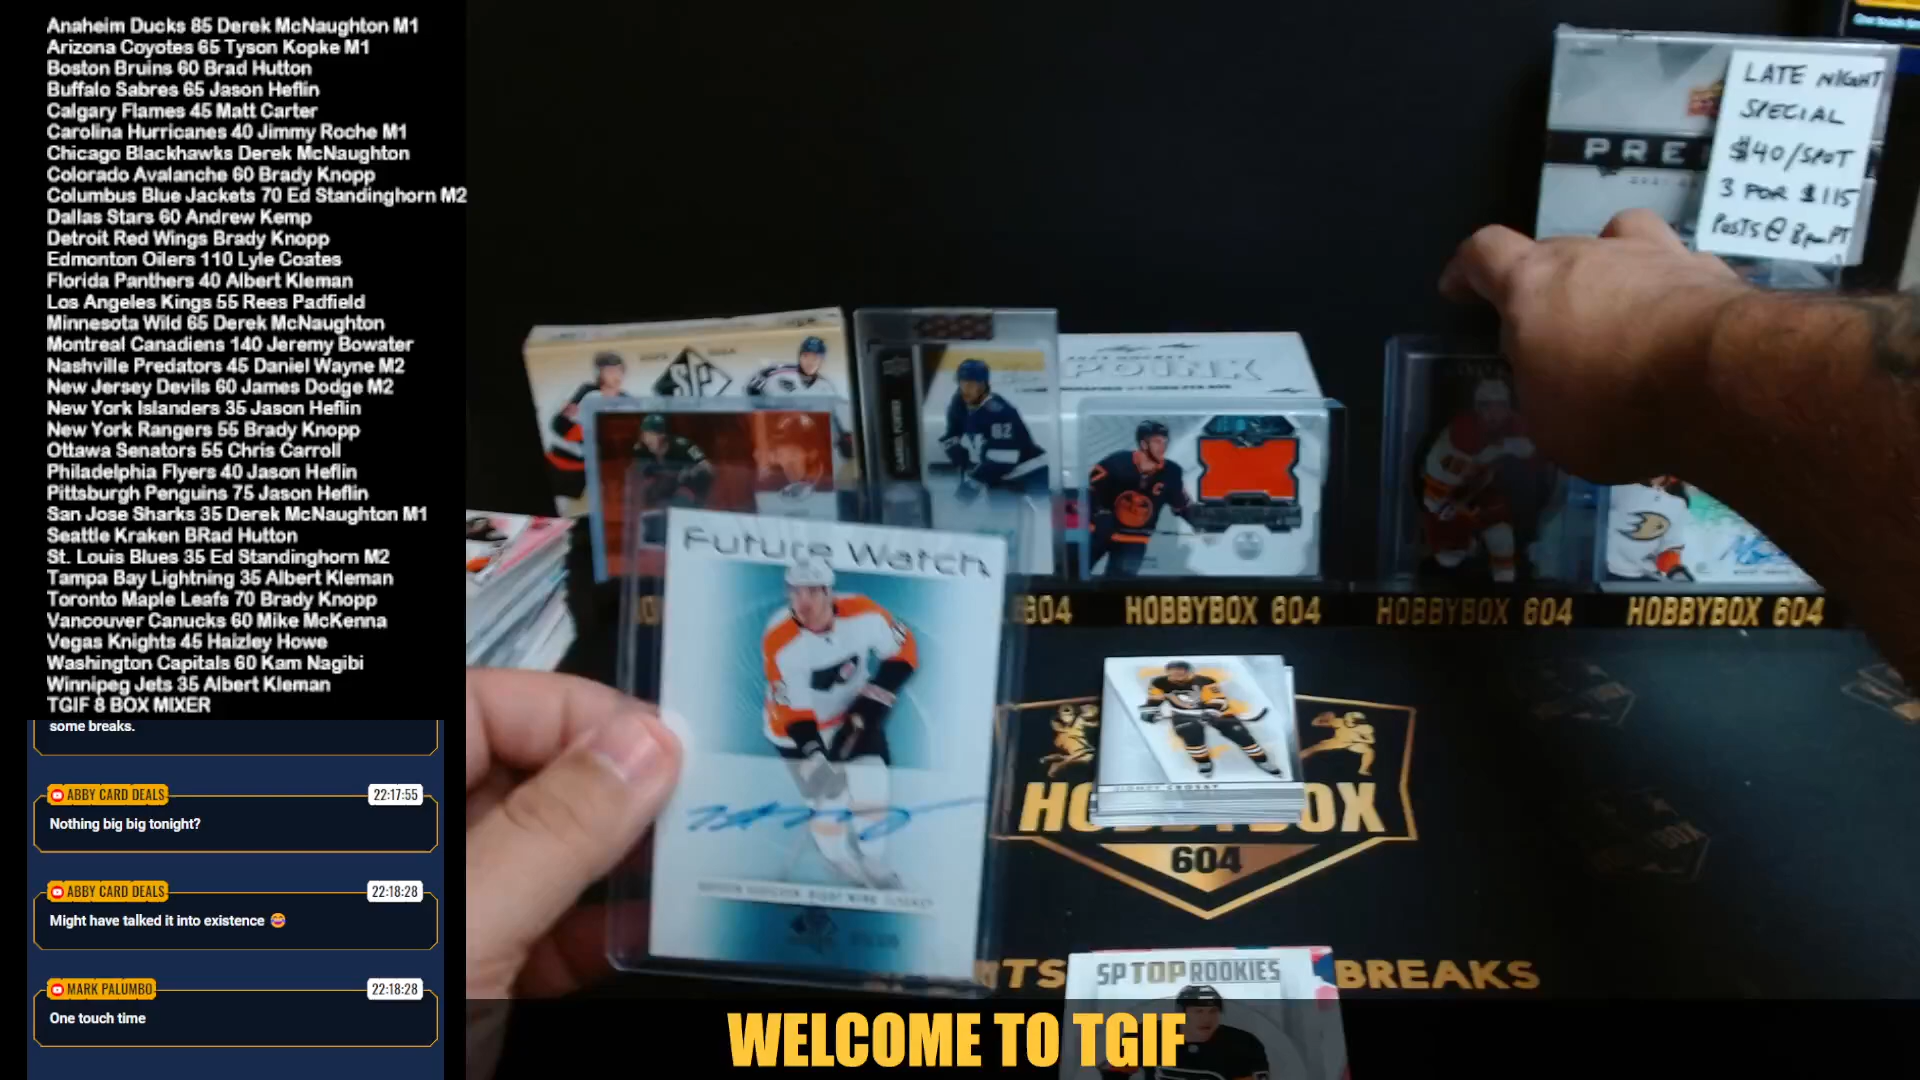 Anaheim Ducks 85 Derek McNaughton M1
Arizona Coyotes 65 Tyson Kopke M1
Boston Bruins 60 Brad Hutton
Buffalo Sabres 65 Jason Heflin
Calgary Flames 45 Matt Carter
Carolina Hurricanes 40 Jimmy Roche M1
Chicago Blackhawks Derek McNaughton
Colorado Avalanche 60 Brady Knopp
Columbus Blue Jackets 70 Ed Standinghorn M2
Dallas Stars 60 Andrew Kemp
Detroit Red Wings Brady Knopp
Edmonton Oilers 110 Lyle Coates
Florida Panthers 40 Albert Kleman
Los Angeles Kings 55 Rees Padfield
Minnesota Wild 65 Derek McNaughton
Montreal Canadiens 140 Jeremy Bowater
Nashville Predators 45 Daniel Wayne M2
New Jersey Devils 60 James Dodge M2
New York Islanders 35 Jason Heflin
New York Rangers 55 Brady Knopp
Ottawa Senators 55 Chris Carroll
Philadelphia Flyers 40 Jason Heflin
Pittsburgh Penguins 75 Jason Heflin
San Jose Sharks 35 Derek McNaughton M1
Seattle Kraken BRad Hutton
St. Louis Blues 35 Ed Standinghorn M2
Tampa Bay Lightning 35 Albert Kleman
Toronto Maple Leafs 70 Brady Knopp
Vancouver Canucks 60 Mike McKenna
Vegas Knights 45 Haizley Howe
Washington Capitals 60 Kam Nagibi
Winnipeg Jets 35 Albert Kleman
TGIF 8 BOX MIXER
some breaks.
ABBY CARD DEALS 22:17:55
Nothing big big tonight?
ABBY CARD DEALS 22:18:28
Might have talked it into existence 😂
MARK PALUMBO 22:18:28
One touch time
LATE NIGHT
SPECIAL
$40/SPOT
3 FOR $115
POSTS @ 8pm PT
PRE
SP
82
Future Watch
604 HOBBYBOX 604 HOBBYBOX 604 HOBBYBOX 604
SIDNEY CROSBY
HOBBYBOX
604
BREAKS
SP TOP ROOKIES
WELCOME TO TGIF